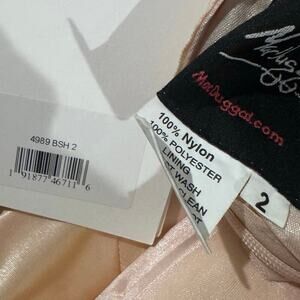 4989 BSH 2
1 91877 46711 6
MacDuggal.com
100% Nylon
100% POLYESTER
LINING
WASH
CLEAN
2